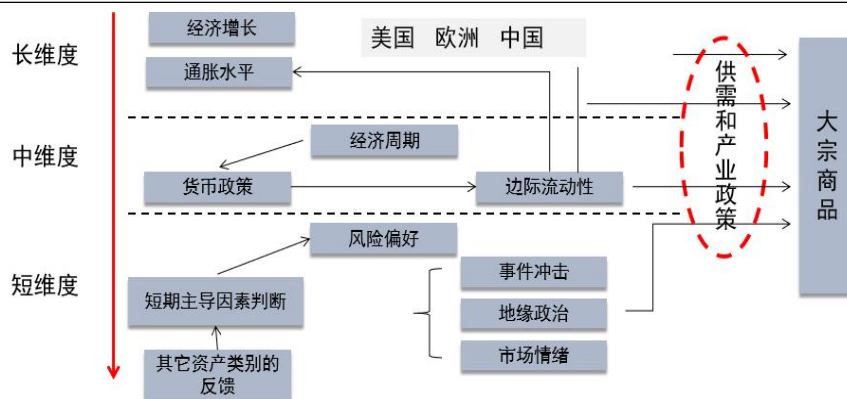 经济增长
美国 欧洲 中国
长维度
通胀水平
经济周期
中维度
货币政策
边际流动性
供需和产业政策
大宗商品
风险偏好
事件冲击
短维度
短期主导因素判断
地缘政治
其它资产类别的
反馈
市场情绪